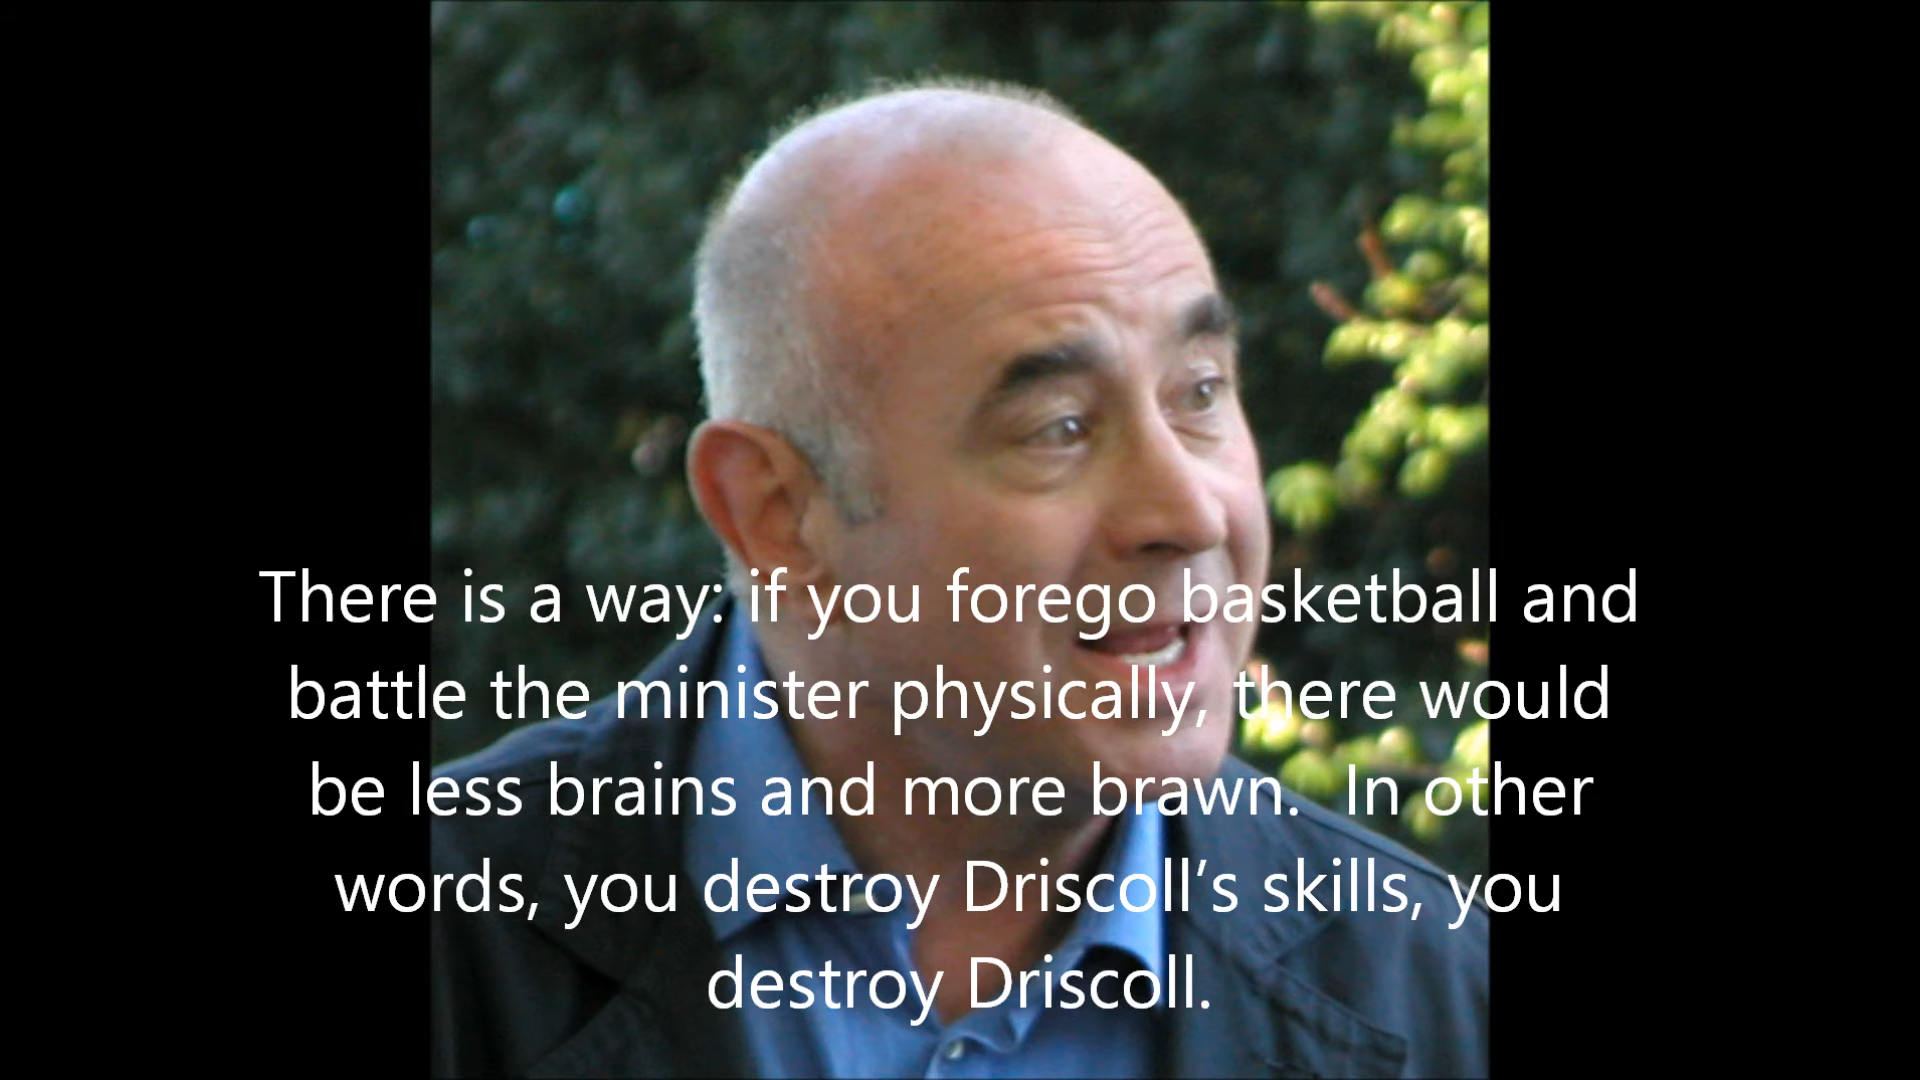 There is a way: if you forego basketball and
battle the minister physically, there would
be less brains and more brawn.  In other
words, you destroy Driscoll’s skills, you
destroy Driscoll.